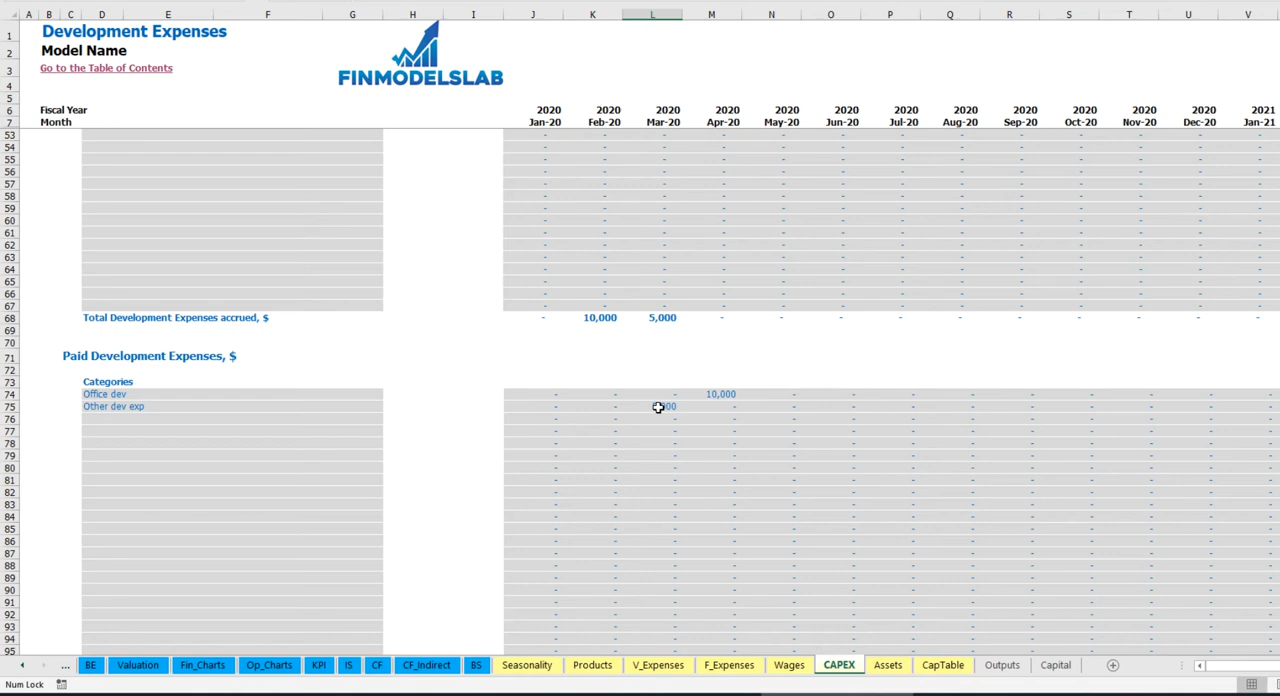 A B C D E F G H I J K L M N O P Q R S T U V
1 Development Expenses
2 Model Name
FINMODELSLAB
3 Go to the Table of Contents
4
5
6 Fiscal Year 2020 2020 2020 2020 2020 2020 2020 2020 2020 2020 2020 2020 2021
7 Month Jan-20 Feb-20 Mar-20 Apr-20 May-20 Jun-20 Jul-20 Aug-20 Sep-20 Oct-20 Nov-20 Dec-20 Jan-21
53 - - - - - - - - - - - - -
54 - - - - - - - - - - - - -
55 - - - - - - - - - - - - -
56 - - - - - - - - - - - - -
57 - - - - - - - - - - - - -
58 - - - - - - - - - - - - -
59 - - - - - - - - - - - - -
60 - - - - - - - - - - - - -
61 - - - - - - - - - - - - -
62 - - - - - - - - - - - - -
63 - - - - - - - - - - - - -
64 - - - - - - - - - - - - -
65 - - - - - - - - - - - - -
66 - - - - - - - - - - - - -
67 - - - - - - - - - - - - -
68 Total Development Expenses accrued, $ - 10,000 5,000 - - - - - - - - - -
69
70
71 Paid Development Expenses, $
72
73 Categories
74 Office dev - - - 10,000 - - - - - - - - -
75 Other dev exp - - - - - - - - - - - -
76 - - - - - - - - - - - - -
77 - - - - - - - - - - - - -
78 - - - - - - - - - - - - -
79 - - - - - - - - - - - - -
80 - - - - - - - - - - - - -
81 - - - - - - - - - - - - -
82 - - - - - - - - - - - - -
83 - - - - - - - - - - - - -
84 - - - - - - - - - - - - -
85 - - - - - - - - - - - - -
86 - - - - - - - - - - - - -
87 - - - - - - - - - - - - -
88 - - - - - - - - - - - - -
89 - - - - - - - - - - - - -
90 - - - - - - - - - - - - -
91 - - - - - - - - - - - - -
92 - - - - - - - - - - - - -
93 - - - - - - - - - - - - -
94 - - - - - - - - - - - - -
95 - - - - - - - - - - - - -
... BE Valuation Fin_Charts Op_Charts KPI IS CF CF_Indirect BS Seasonality Products V_Expenses F_Expenses Wages CAPEX Assets CapTable Outputs Capital
Num Lock